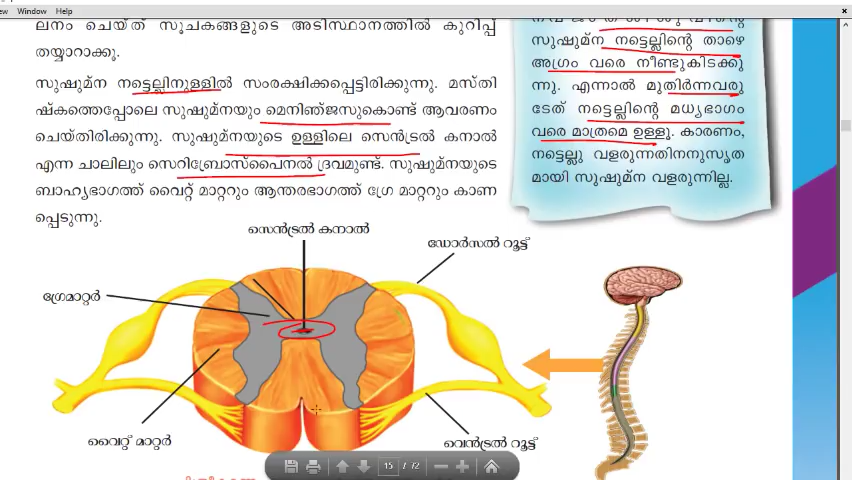 Window Help
ലനം ചെയ്ത് സൂചകങ്ങളുടെ അടിസ്ഥാനത്തിൽ കുറിപ്പ്
തയ്യാറാക്കൂ.
സുഷുമ്ന നട്ടെല്ലിനുള്ളിൽ സംരക്ഷിക്കപ്പെട്ടിരിക്കുന്നു. മസ്തി
ഷ്കത്തെപ്പോലെ സുഷുമ്നയും മെനിഞ്ജസുകൊണ്ട് ആവരണം
ചെയ്തിരിക്കുന്നു. സുഷുമ്നയുടെ ഉള്ളിലെ സെൻട്രൽ കനാൽ
എന്ന ചാലിലും സെറിബ്രോസ്പൈനൽ ദ്രവമുണ്ട്. സുഷുമ്നയുടെ
ബാഹ്യഭാഗത്ത് വൈറ്റ് മാറ്ററും ആന്തരഭാഗത്ത് ഗ്രേ മാറ്ററും കാണ
പ്പെടുന്നു.
സുഷുമ്ന നട്ടെല്ലിന്റെ താഴെ
അഗ്രം വരെ നീണ്ടുകിടക്കു
ന്നു. എന്നാൽ മുതിർന്നവരു
ടേത് നട്ടെല്ലിന്റെ മധ്യഭാഗം
വരെ മാത്രമെ ഉള്ളൂ. കാരണം,
നട്ടെല്ലു വളരുന്നതിനനുസൃത
മായി സുഷുമ്ന വളരുന്നില്ല.
സെൻട്രൽ കനാൽ
ഡോർസൽ റൂട്ട്
ഗ്രേമാറ്റർ
വൈറ്റ് മാറ്റർ
വെൻട്രൽ റൂട്ട്
15 / 72